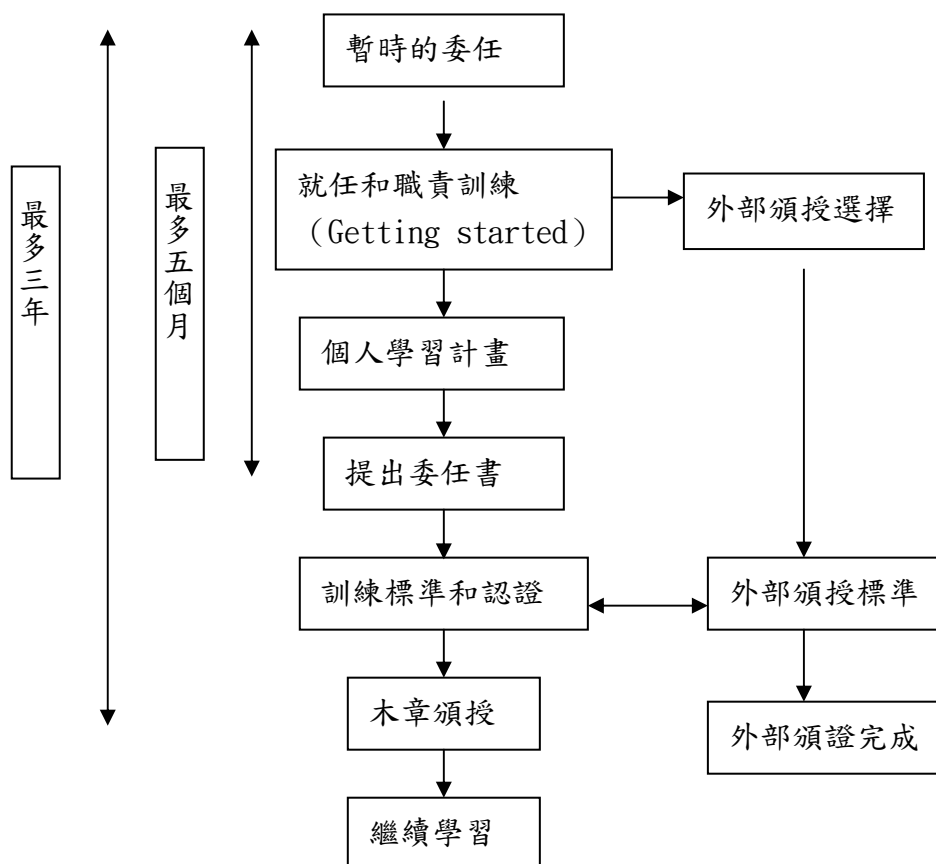 暫時的委任
就任和職責訓練
（Getting started）
外部頒授選擇
最多三年
最多五個月
個人學習計畫
提出委任書
訓練標準和認證
外部頒授標準
木章頒授
外部頒證完成
繼續學習